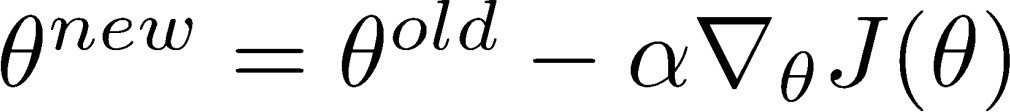 θ^{new} = θ^{old} − α∇_θ J(θ)